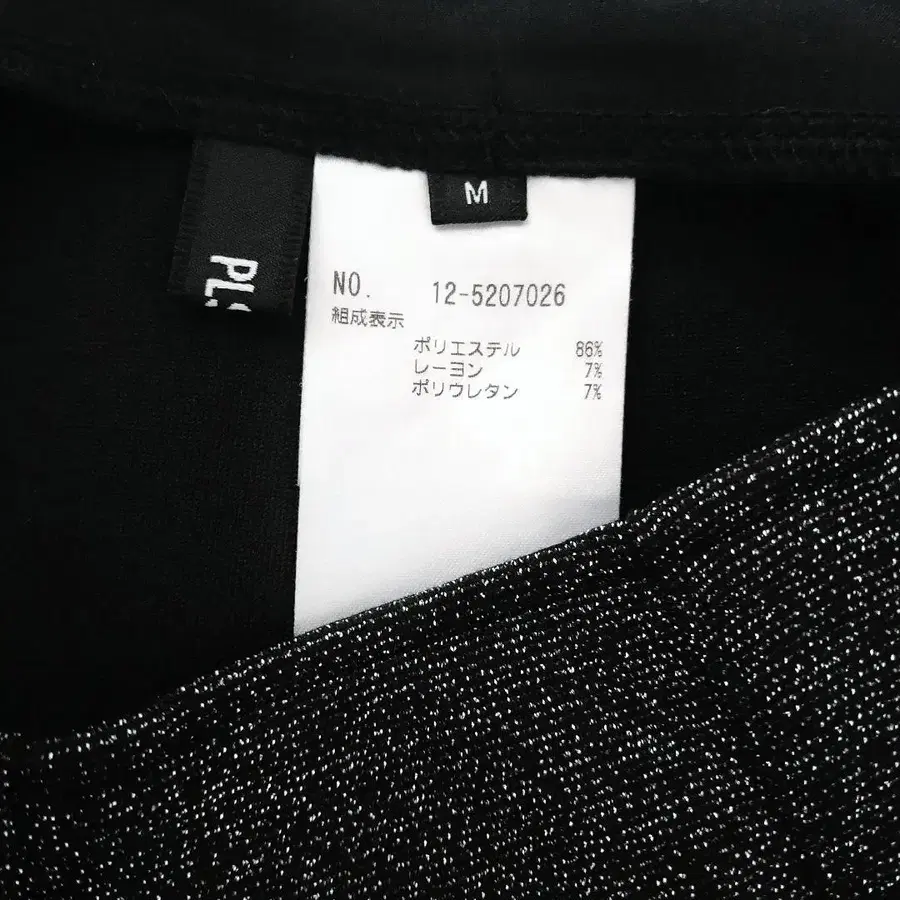 M
NO. 12-5207026
組成表示
ポリエステル 86%
レーヨン 7%
ポリウレタン 7%